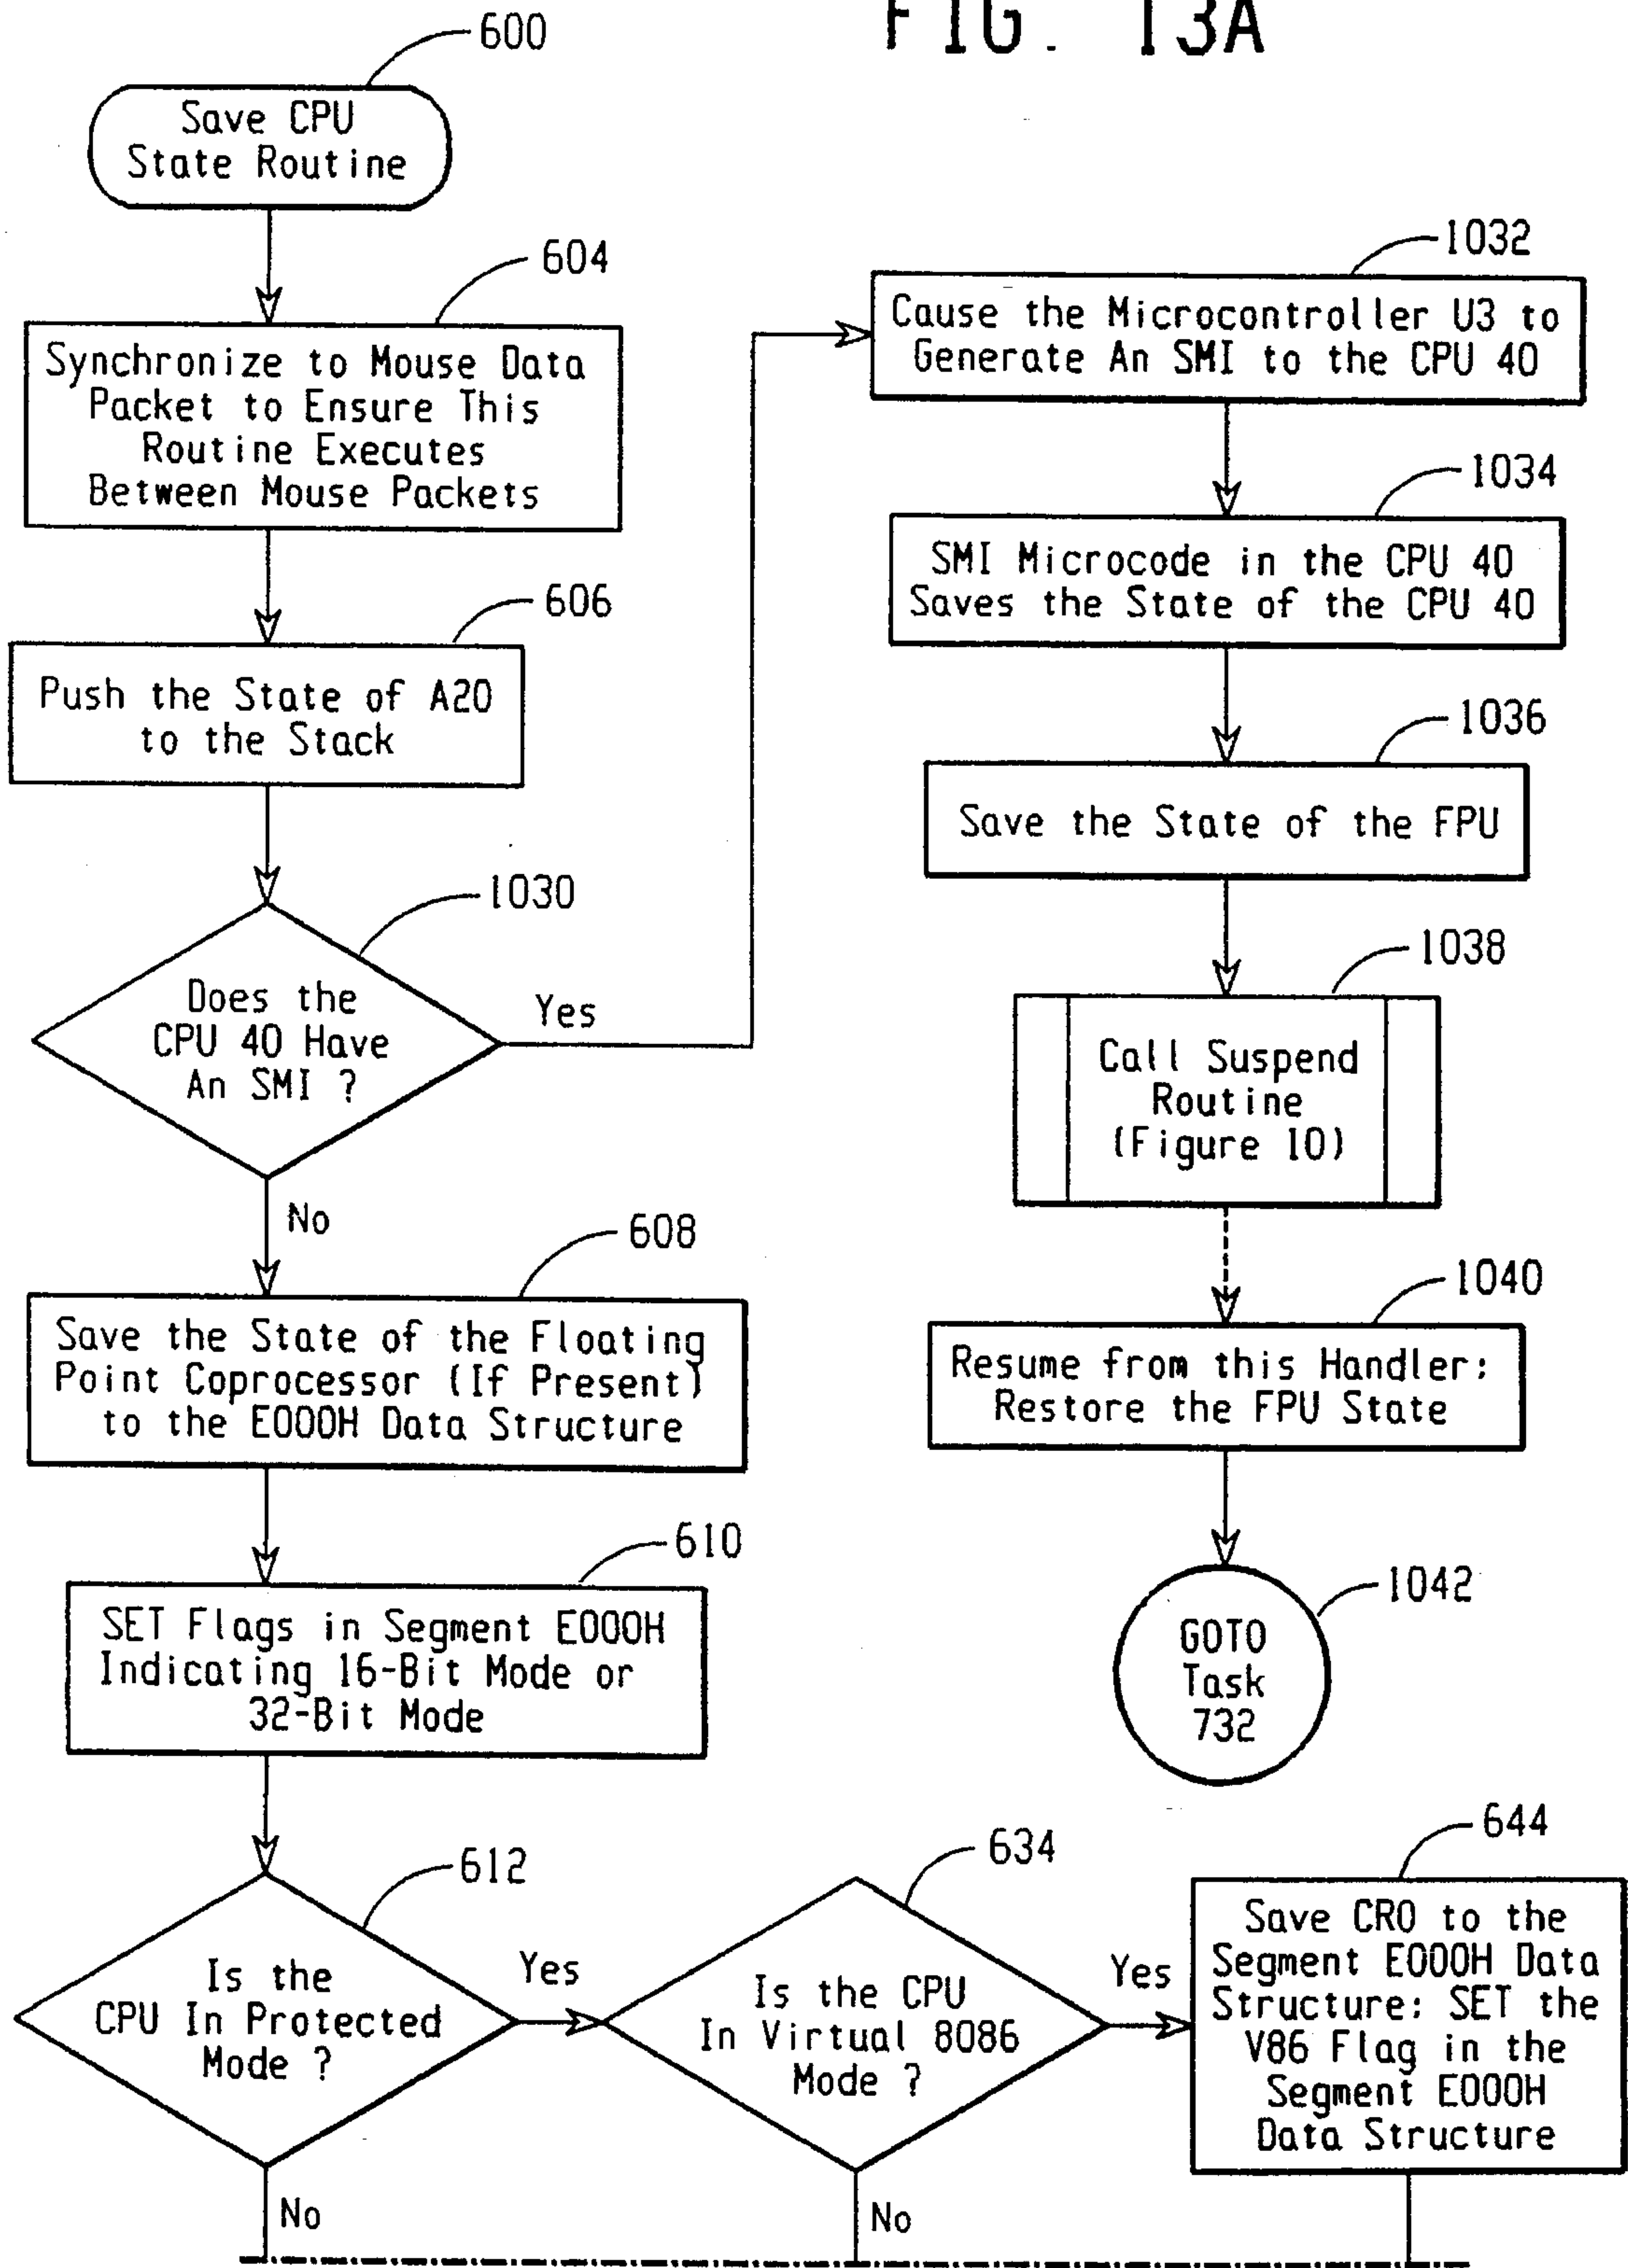 FIG. 13A
600
Save CPU
State Routine
604
Synchronize to Mouse Data
Packet to Ensure This
Routine Executes
Between Mouse Packets
606
Push the State of A20
to the Stack
1030
Does the
CPU 40 Have
An SMI ?
Yes
No
608
Save the State of the Floating
Point Coprocessor (If Present)
to the E000H Data Structure
610
SET Flags in Segment E000H
Indicating 16-Bit Mode or
32-Bit Mode
612
Is the
CPU In Protected
Mode ?
Yes
No
634
Is the CPU
In Virtual 8086
Mode ?
Yes
No
644
Save CR0 to the
Segment E000H Data
Structure; SET the
V86 Flag in the
Segment E000H
Data Structure
1032
Cause the Microcontroller U3 to
Generate An SMI to the CPU 40
1034
SMI Microcode in the CPU 40
Saves the State of the CPU 40
1036
Save the State of the FPU
1038
Call Suspend
Routine
(Figure 10)
1040
Resume from this Handler;
Restore the FPU State
1042
GOTO
Task
732